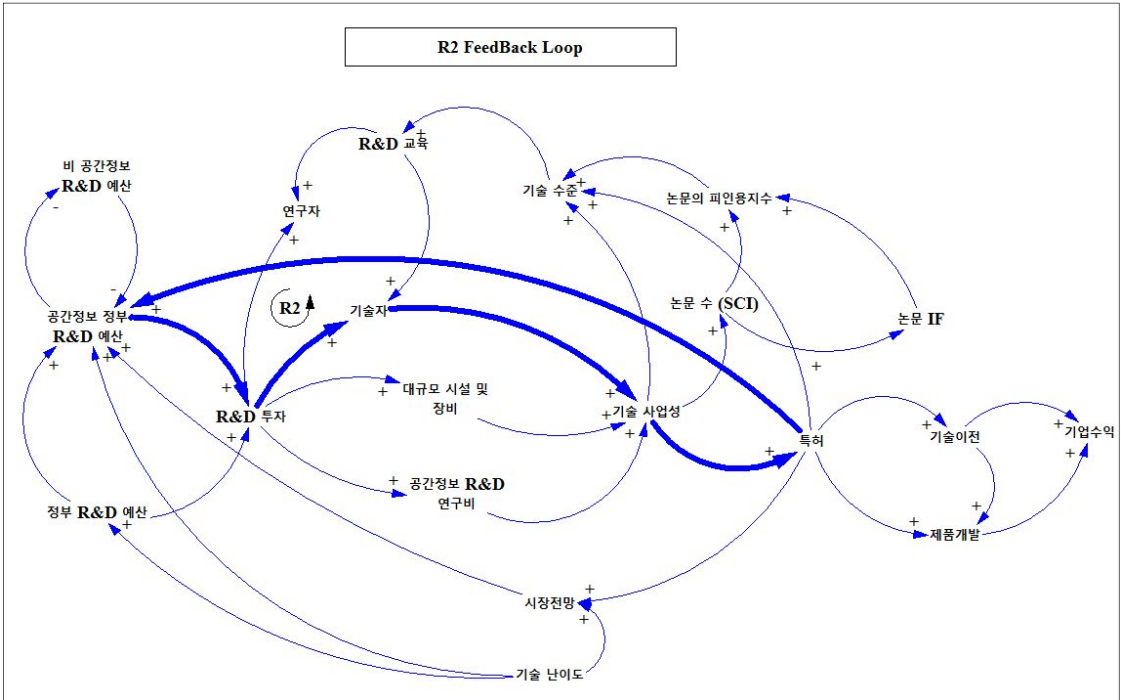 R2 FeedBack Loop
R&D 교육
비 공간정보
R&D 예산
연구자
기술 수준
논문의 피인용지수
공간정보 정부
R&D 예산
R2
기술자
논문 수 (SCI)
논문 IF
대규모 시설 및
장비
R&D 투자
기술 사업성
특허
기술이전
기업수익
공간정보 R&D
연구비
정부 R&D 예산
제품개발
시장전망
기술 난이도